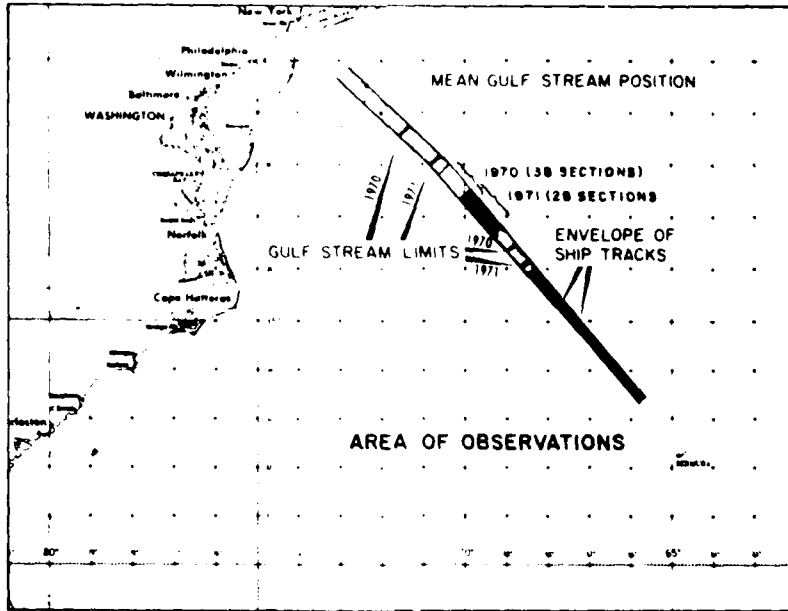 New York
Philadelphia
Wilmington
Baltimore
WASHINGTON
MEAN GULF STREAM POSITION
1970 (38 SECTIONS)
1971 (28 SECTIONS
1970
1971
Norfolk
GULF STREAM LIMITS
1970
1971
ENVELOPE OF
SHIP TRACKS
Cape Hatteras
rleston
AREA OF OBSERVATIONS
80°
70°
65°